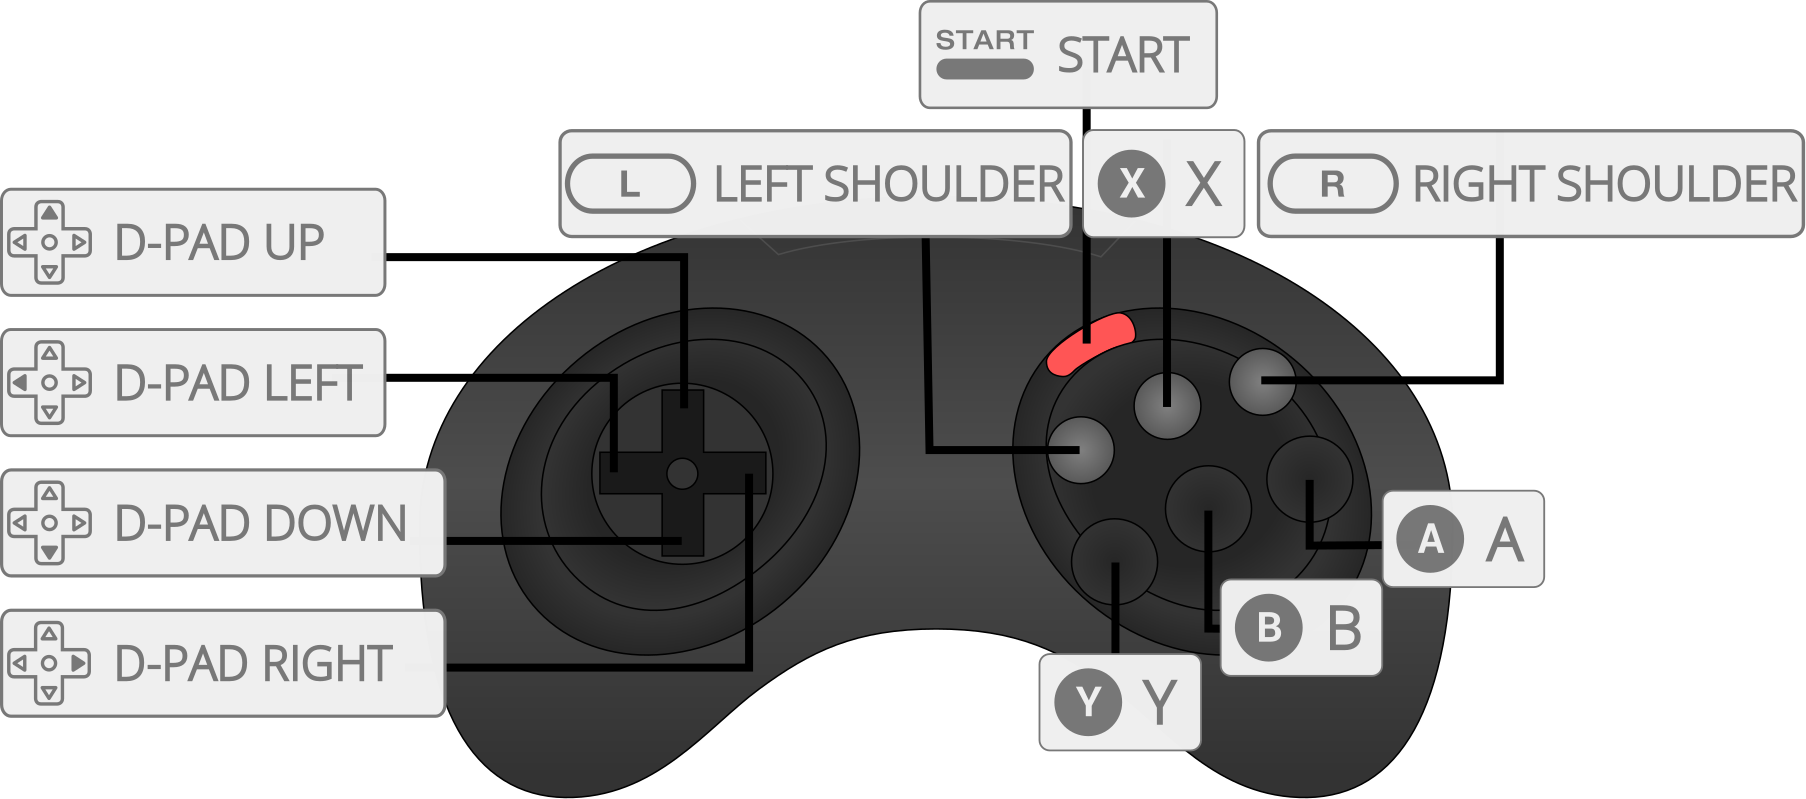 START START
L LEFT SHOULDER
X X
R RIGHT SHOULDER
D-PAD UP
D-PAD LEFT
D-PAD DOWN
D-PAD RIGHT
A A
B B
Y Y